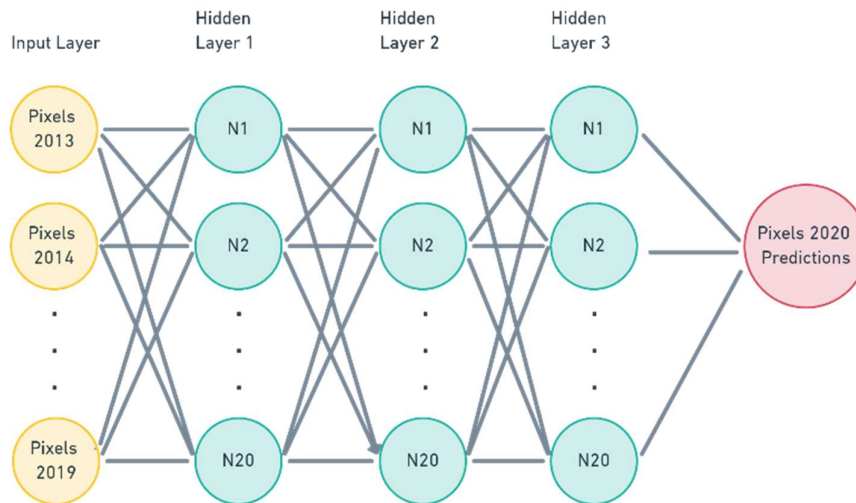 Input Layer
Hidden
Layer 1
Hidden
Layer 2
Hidden
Layer 3
Pixels
2013
N1
N1
N1
Pixels
2014
N2
N2
N2
Pixels 2020
Predictions
Pixels
2019
N20
N20
N20